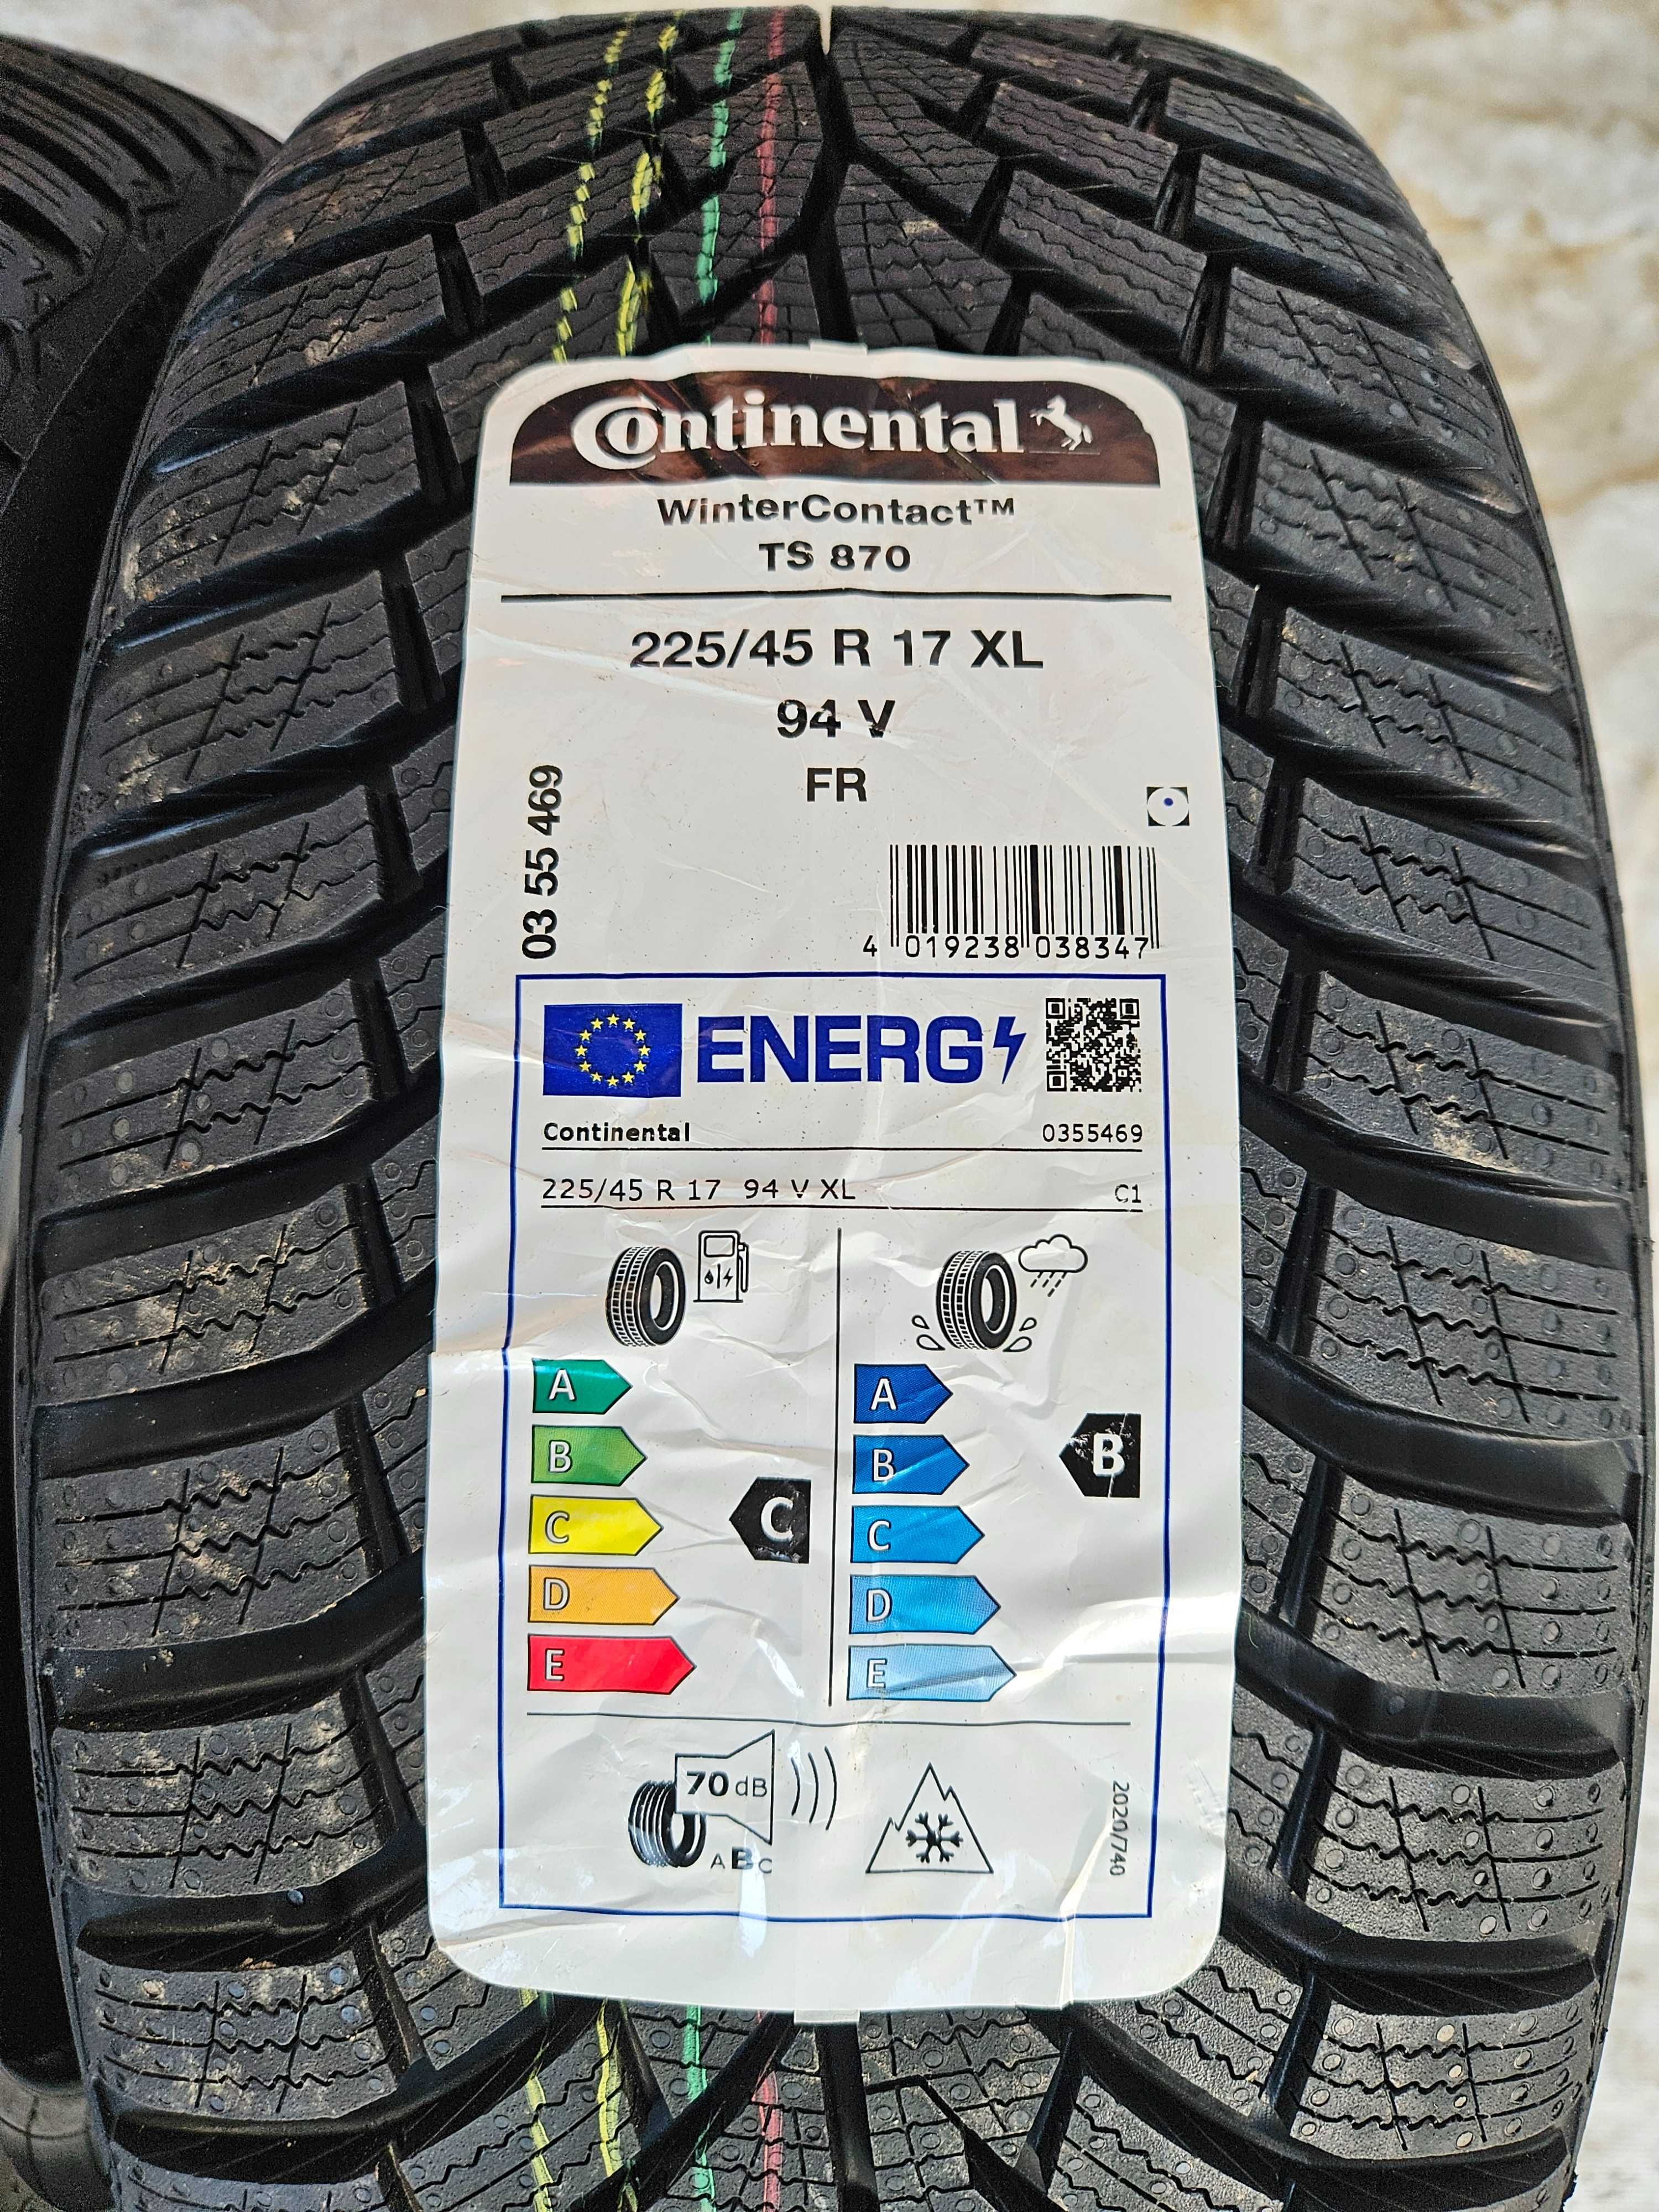 Continental
WinterContact™
TS 870
225/45 R 17 XL
94 V
FR
03 55 469
4 019238 038347
ENERG
Continental 0355469
225/45 R 17 94 V XL C1
A A
B B B
C C C
D D
E E
70 dB
ABC
2020/740